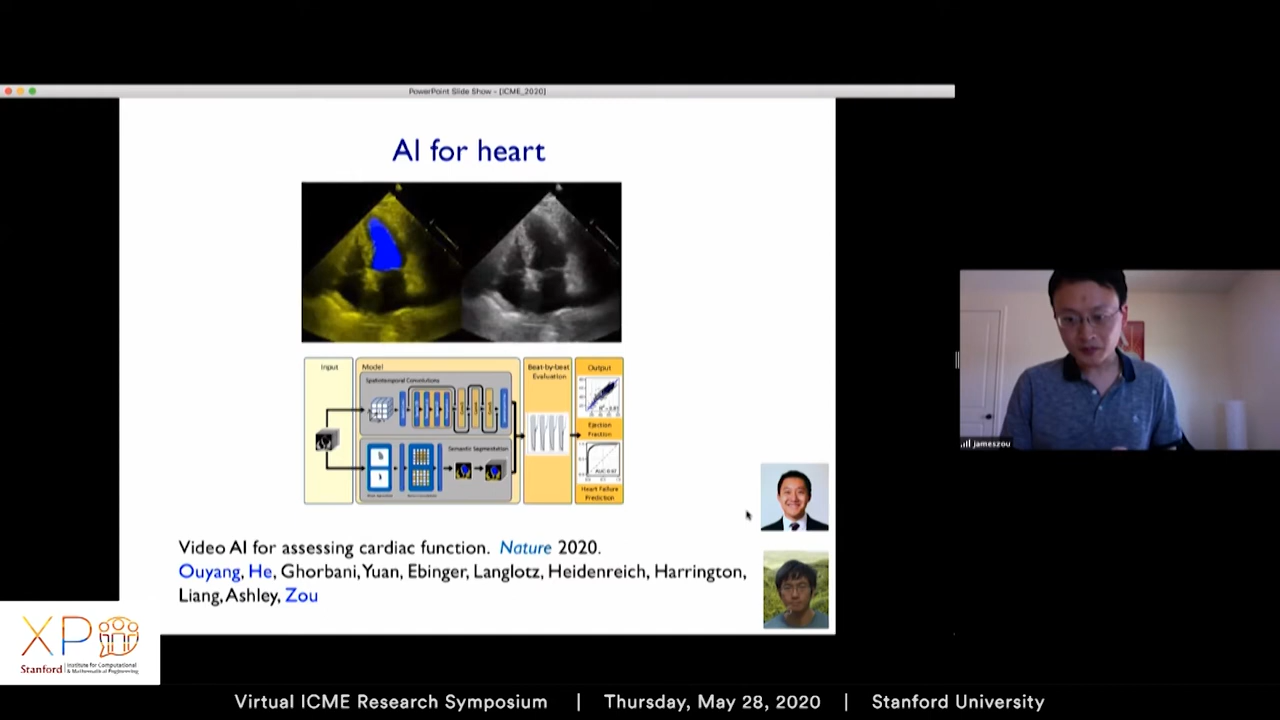 PowerPoint Slide Show - [ICME_2020]
AI for heart
Input
Model
Spatiotemporal Convolutions
Semantic Segmentation
Beat-by-beat
Evaluation
Output
Ejection
Fraction
Heart Failure
Prediction
Video AI for assessing cardiac function. Nature 2020.
Ouyang, He, Ghorbani, Yuan, Ebinger, Langlotz, Heidenreich, Harrington,
Liang, Ashley, Zou
jameszou
XP
Stanford
Institute for Computational
& Mathematical Engineering
Virtual ICME Research Symposium | Thursday, May 28, 2020 | Stanford University